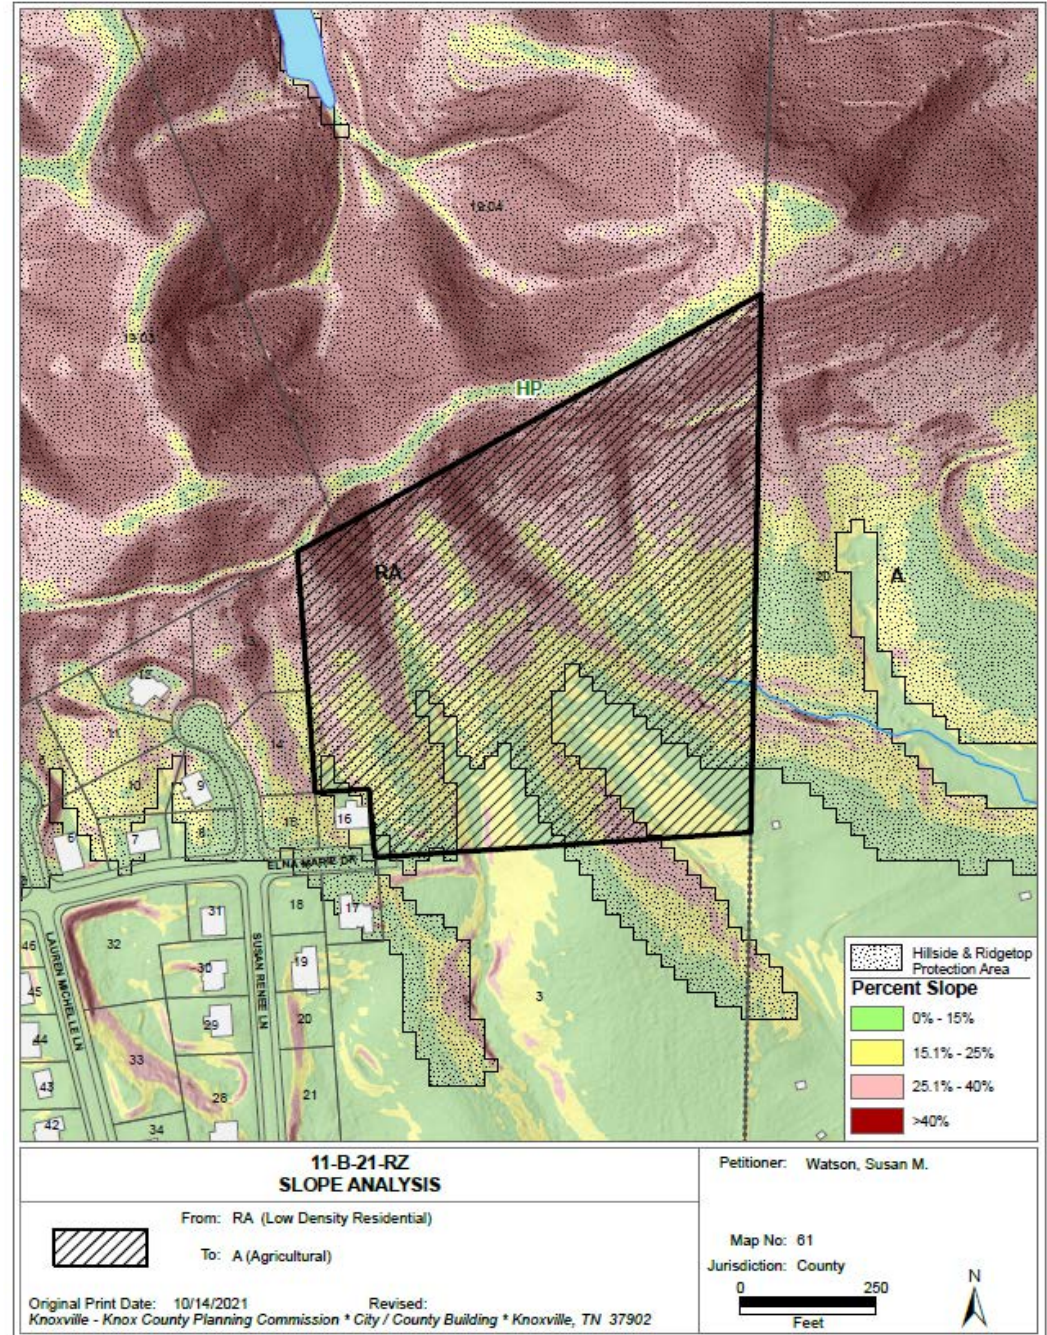 19.04
19.03
HP
RA
20
A
2
13
12
11
14
10
9
8
7
6
15
16
ELNA MARIE DR
17
18
31
32
46
LAUREN MICHELLE LN
SUSAN RENEE LN
30
19
45
3
29
20
44
33
43
28
21
42
34
Hillside & Ridgetop
Protection Area
Percent Slope
0% - 15%
15.1% - 25%
25.1% - 40%
>40%
11-B-21-RZ
SLOPE ANALYSIS
From: RA (Low Density Residential)
To: A (Agricultural)
Original Print Date: 10/14/2021 Revised:
Knoxville - Knox County Planning Commission * City / County Building * Knoxville, TN 37902
Petitioner: Watson, Susan M.
Map No: 61
Jurisdiction: County
0 250
Feet
N